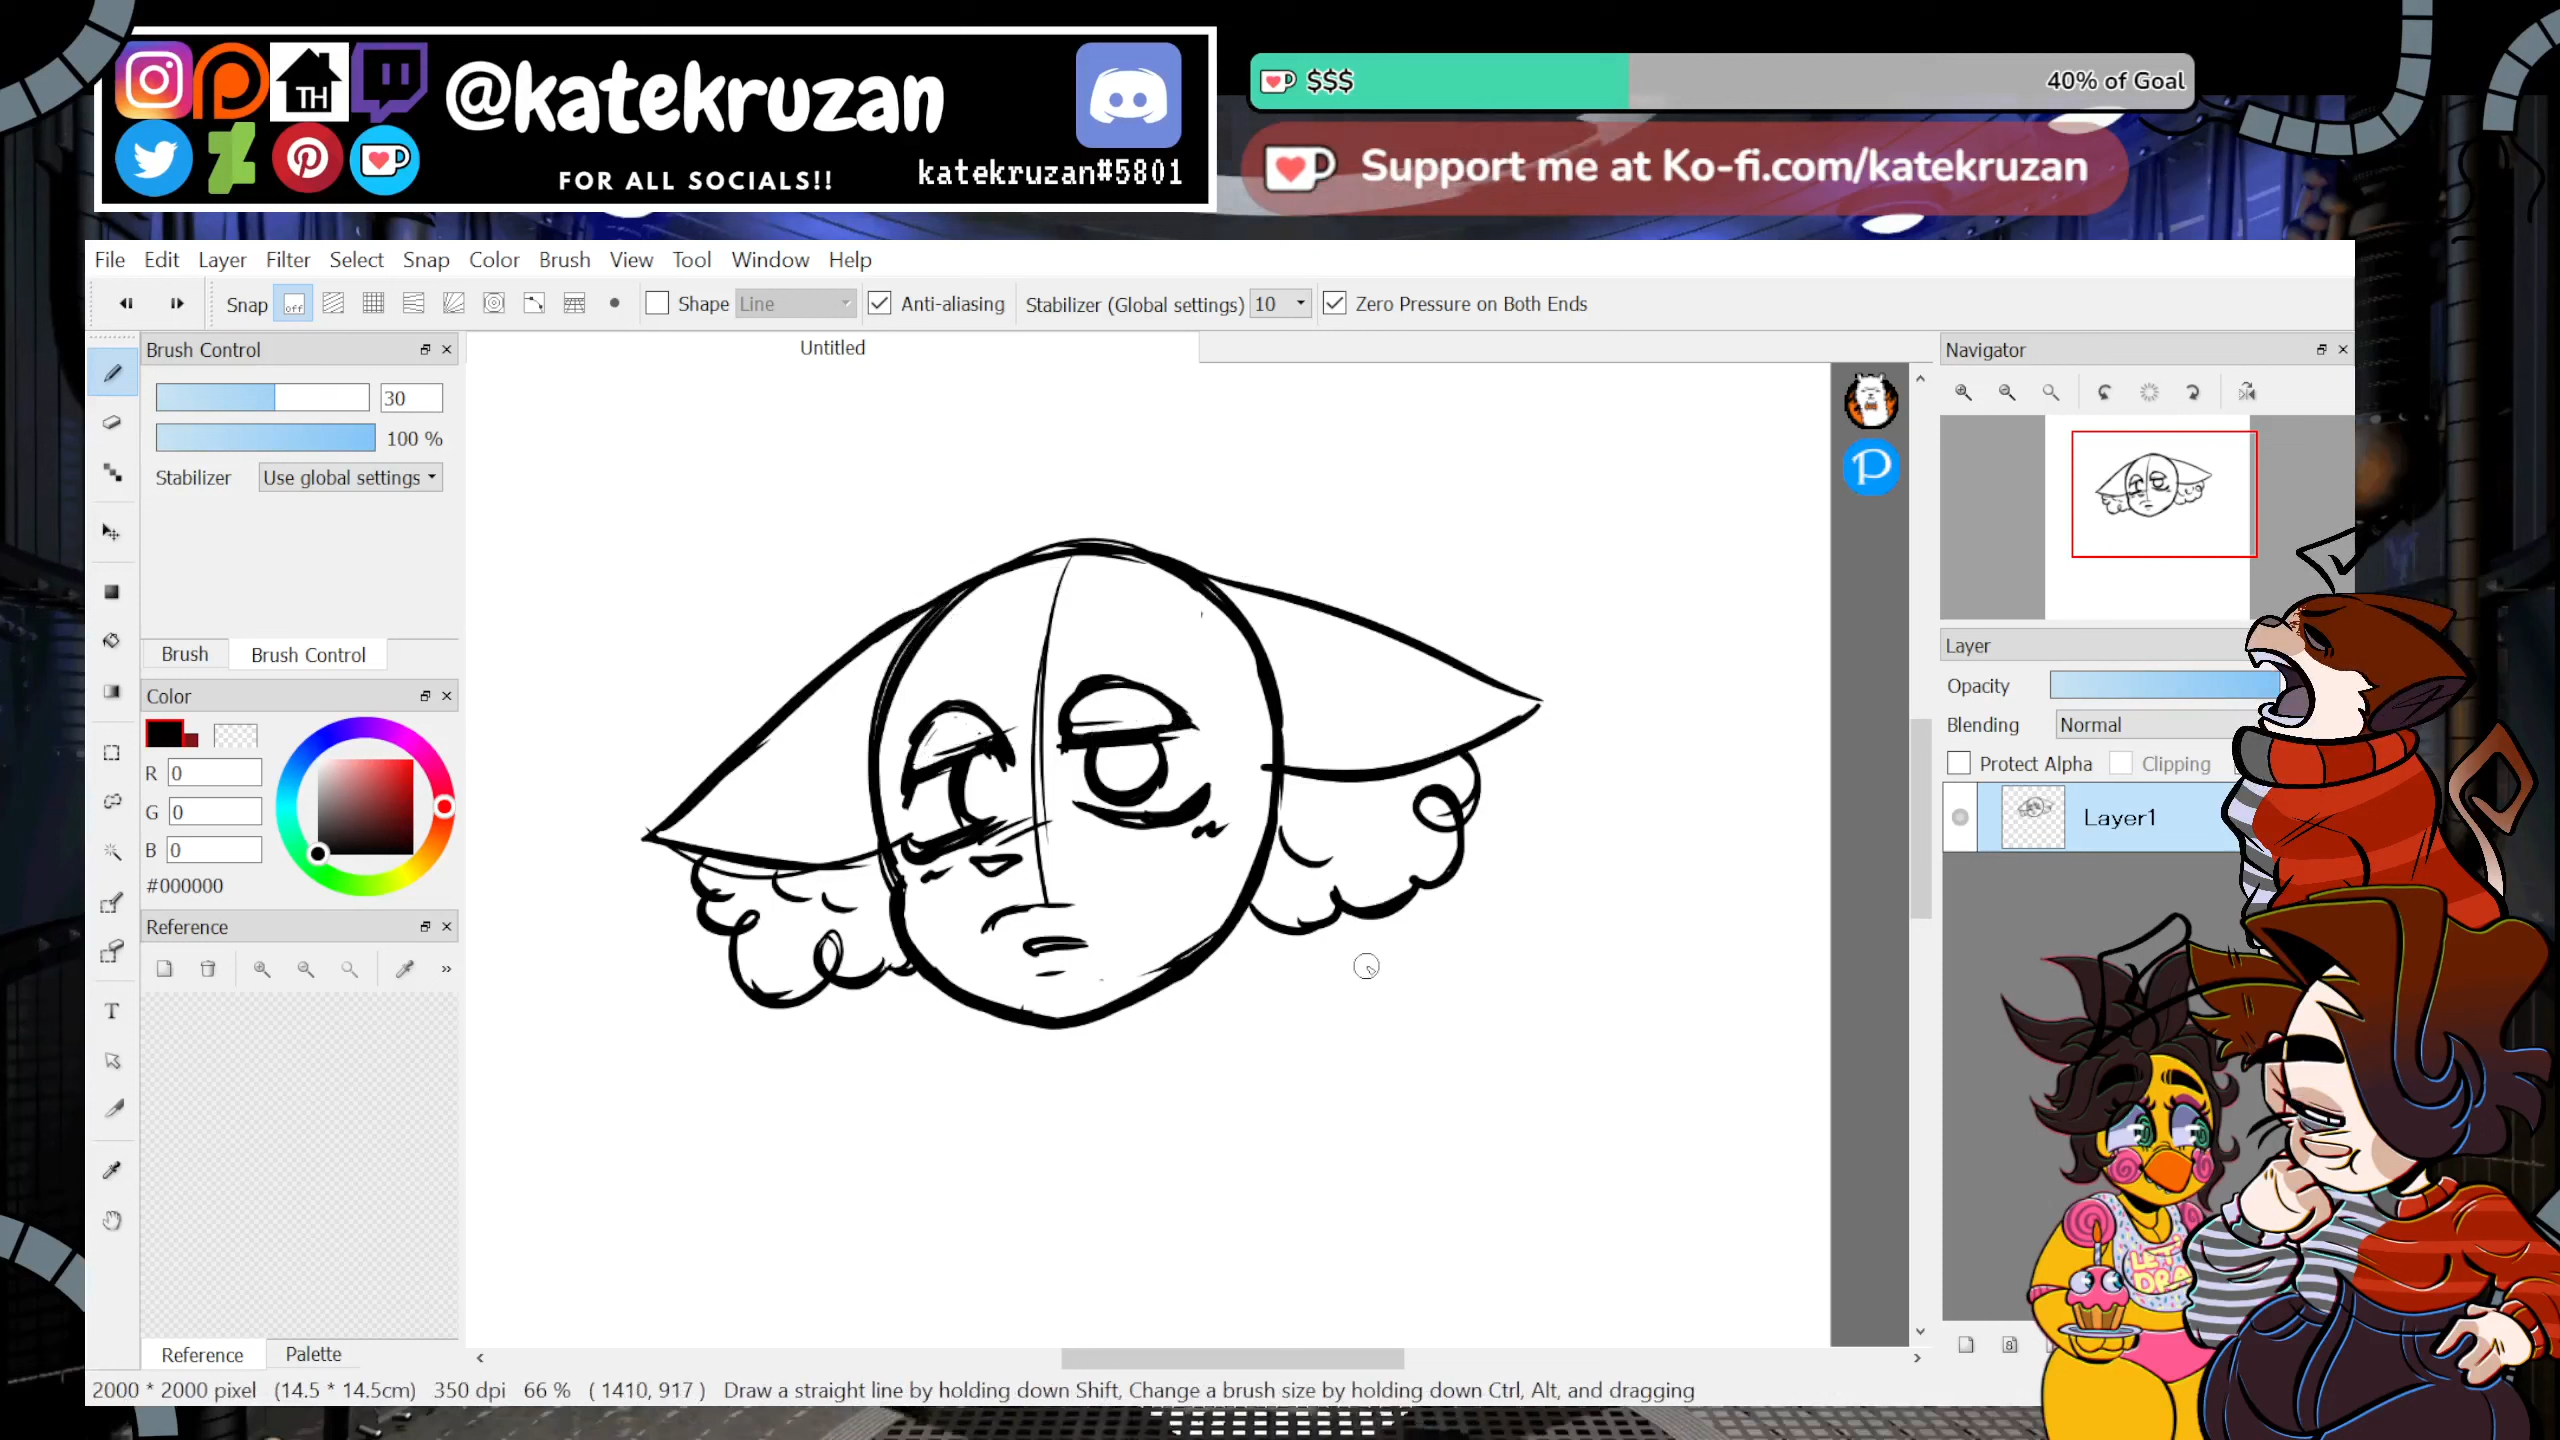 @katekruzan
FOR ALL SOCIALS!!
katekruzan#5801
TH
$$$
40% of Goal
Support me at Ko-fi.com/katekruzan
File Edit Layer Filter Select Snap Color Brush View Tool Window Help
Snap off Shape Line Anti-aliasing Stabilizer (Global settings) 10 Zero Pressure on Both Ends
Brush Control
Untitled
Navigator
30
100 %
Stabilizer Use global settings
Brush Brush Control
Color
R 0
G 0
B 0
#000000
Reference
Layer
Opacity
Blending Normal
Protect Alpha Clipping
Layer1
T
P
8
LET'S
DRA
Reference Palette
2000 * 2000 pixel (14.5 * 14.5cm) 350 dpi 66 % ( 1410, 917 ) Draw a straight line by holding down Shift, Change a brush size by holding down Ctrl, Alt, and dragging